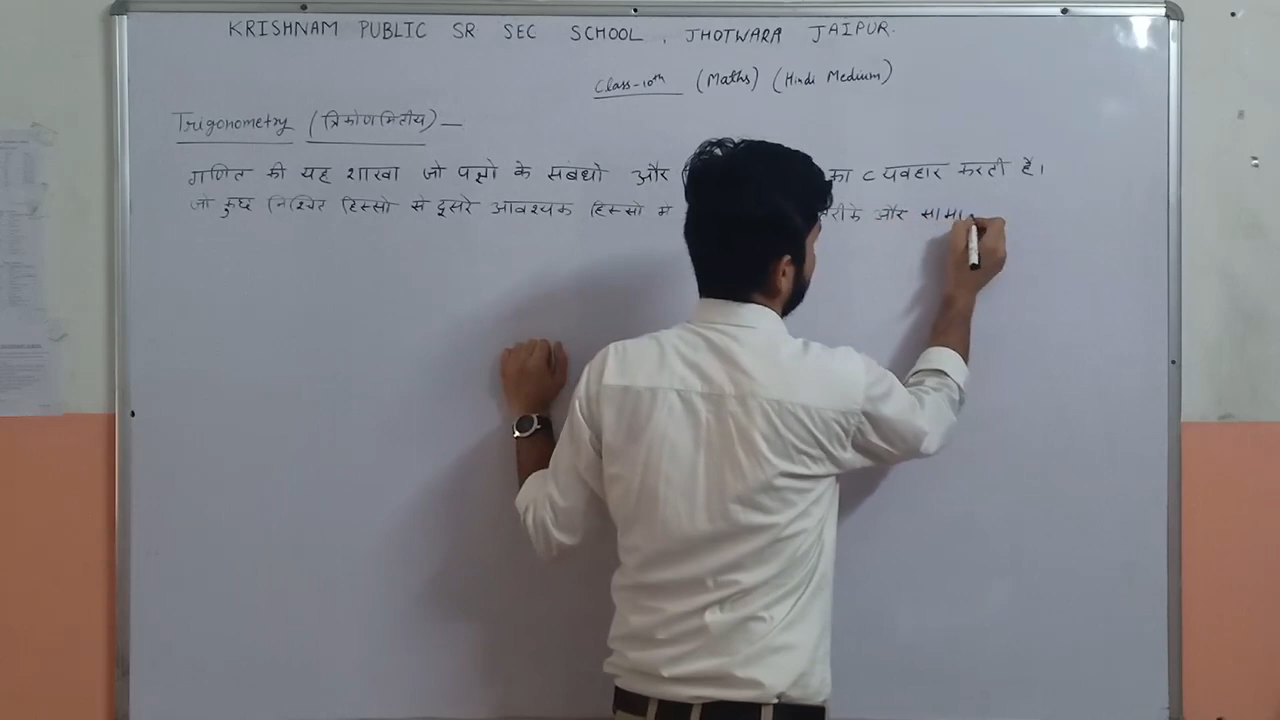 KRISHNAM PUBLIC SR SEC SCHOOL , JHOTWARA JAIPUR.
Class-10th (Maths) (Hindi Medium)
Trigonometry (त्रिकोणमितीय) —
गणित की यह शाखा जो पक्षो के संबंधो और का व्यवहार करती है।
जो कुछ निश्चित हिस्सो से दूसरे आवश्यक हिस्सो में तरीके और सामा